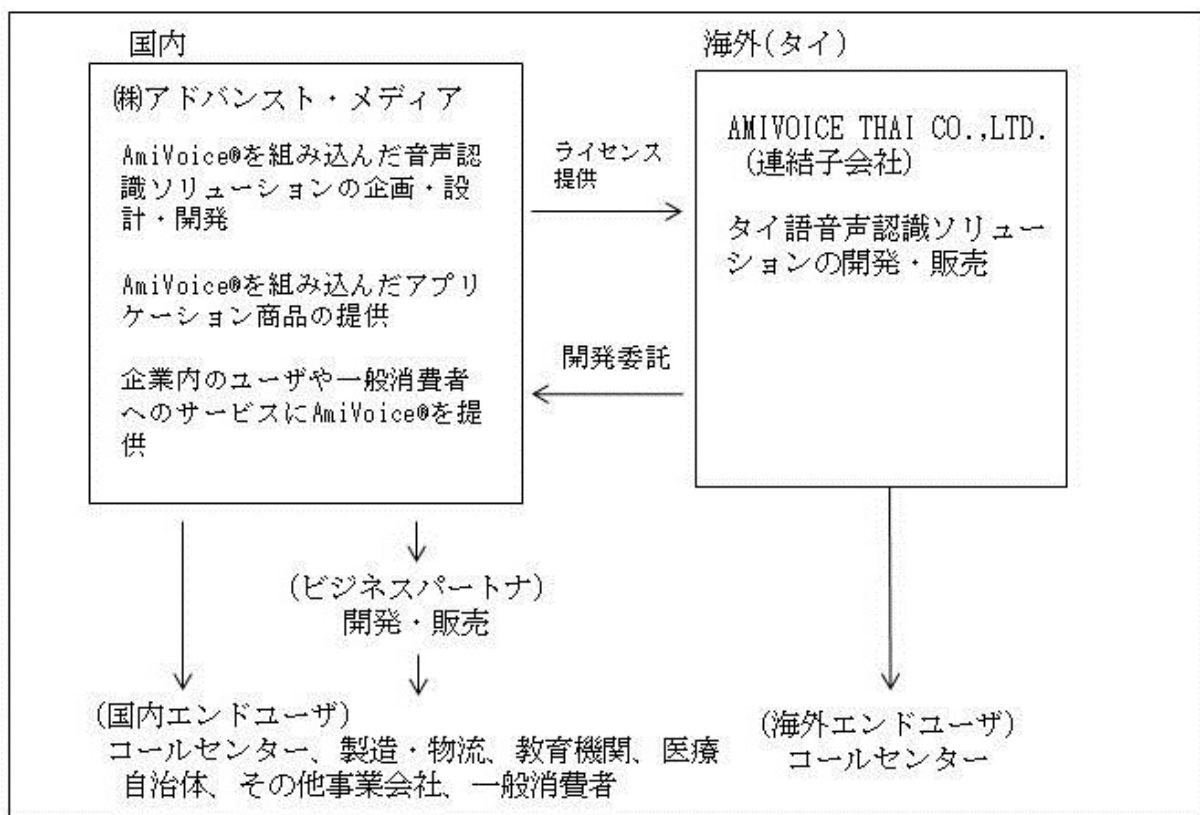 国内
㈱アドバンスト・メディア
AmiVoice®を組み込んだ音声認
識ソリューションの企画・設
計・開発
AmiVoice®を組み込んだアプリ
ケーション商品の提供
企業内のユーザや一般消費者
へのサービスにAmiVoice®を提
供
ライセンス
提供
開発委託
海外(タイ)
AMIVOICE THAI CO.,LTD.
(連結子会社)
タイ語音声認識ソリュー
ションの開発・販売
(ビジネスパートナ)
開発・販売
(国内エンドユーザ)
コールセンター、製造・物流、教育機関、医療
自治体、その他事業会社、一般消費者
(海外エンドユーザ)
コールセンター